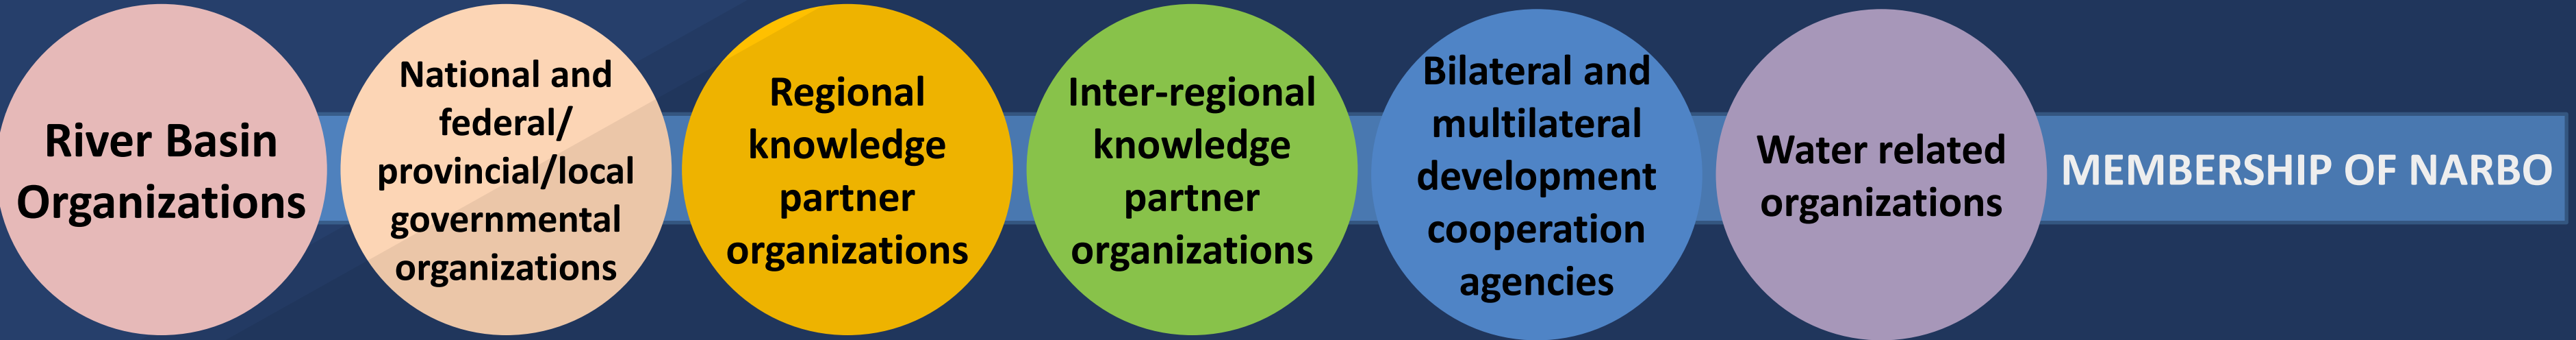 River Basin
Organizations
National and
federal/
provincial/local
governmental
organizations
Regional
knowledge
partner
organizations
Inter-regional
knowledge
partner
organizations
Bilateral and
multilateral
development
cooperation
agencies
Water related
organizations
MEMBERSHIP OF NARBO